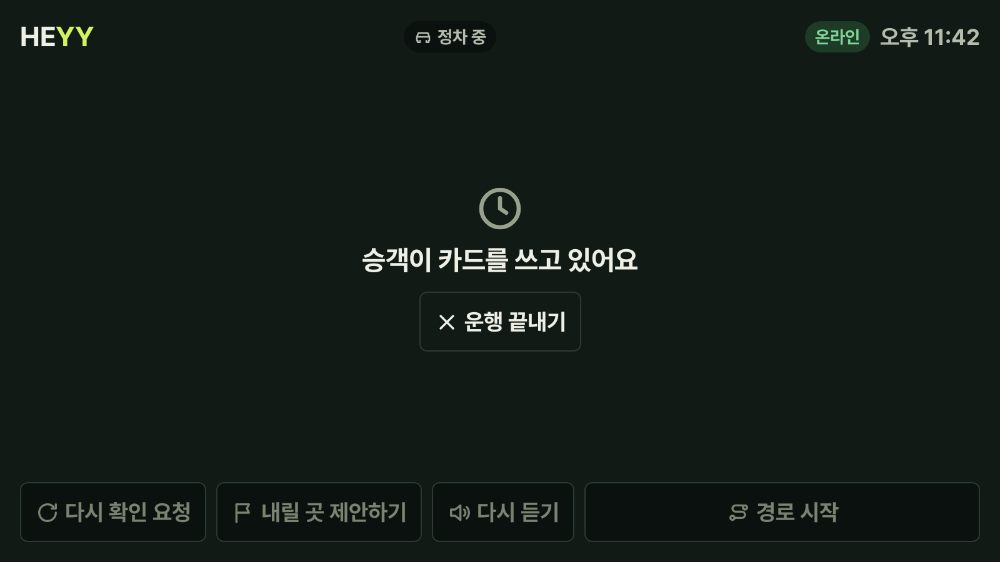 HEYY
정차 중
온라인
오후 11:42
승객이 카드를 쓰고 있어요
운행 끝내기
다시 확인 요청
내릴 곳 제안하기
다시 듣기
경로 시작